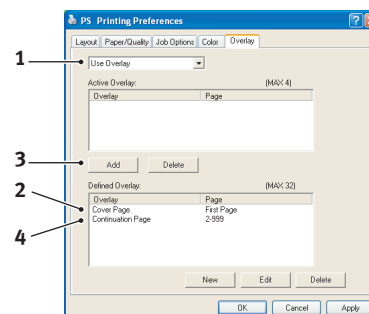 PS Printing Preferences
Layout Paper/Quality Job Options Color Overlay
1
Use Overlay
Active Overlay: (MAX 4)
Overlay Page
3
Add Delete
Defined Overlay: (MAX 32)
2
Overlay Page
Cover Page First Page
4
Continuation Page 2-999
New Edit Delete
OK Cancel Apply